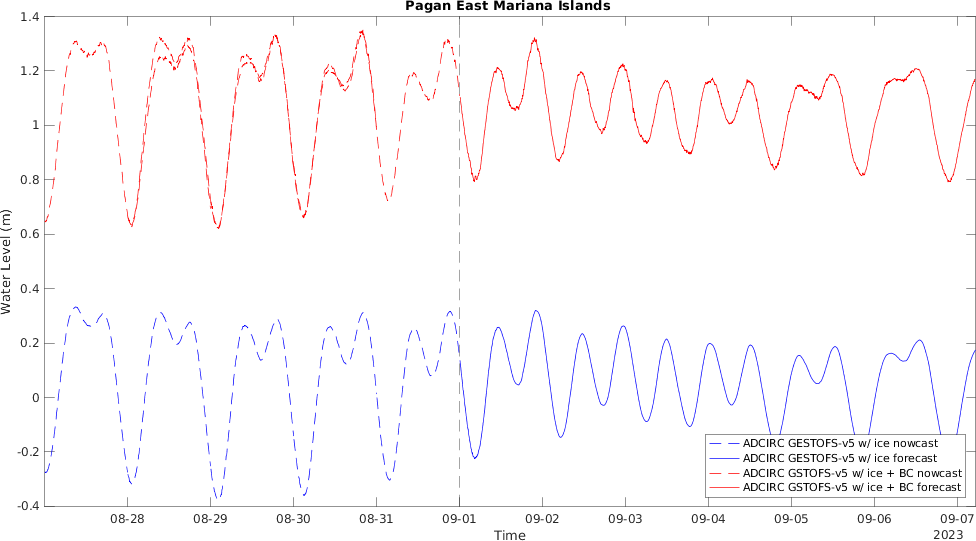 Pagan East Mariana Islands
Water Level (m)
1.4
1.2
1
0.8
0.6
0.4
0.2
0
-0.2
-0.4
ADCIRC GESTOFS-v5 w/ ice nowcast
ADCIRC GESTOFS-v5 w/ ice forecast
ADCIRC GSTOFS-v5 w/ ice + BC nowcast
ADCIRC GSTOFS-v5 w/ ice + BC forecast
08-28 08-29 08-30 08-31 09-01 09-02 09-03 09-04 09-05 09-06 09-07
Time
2023